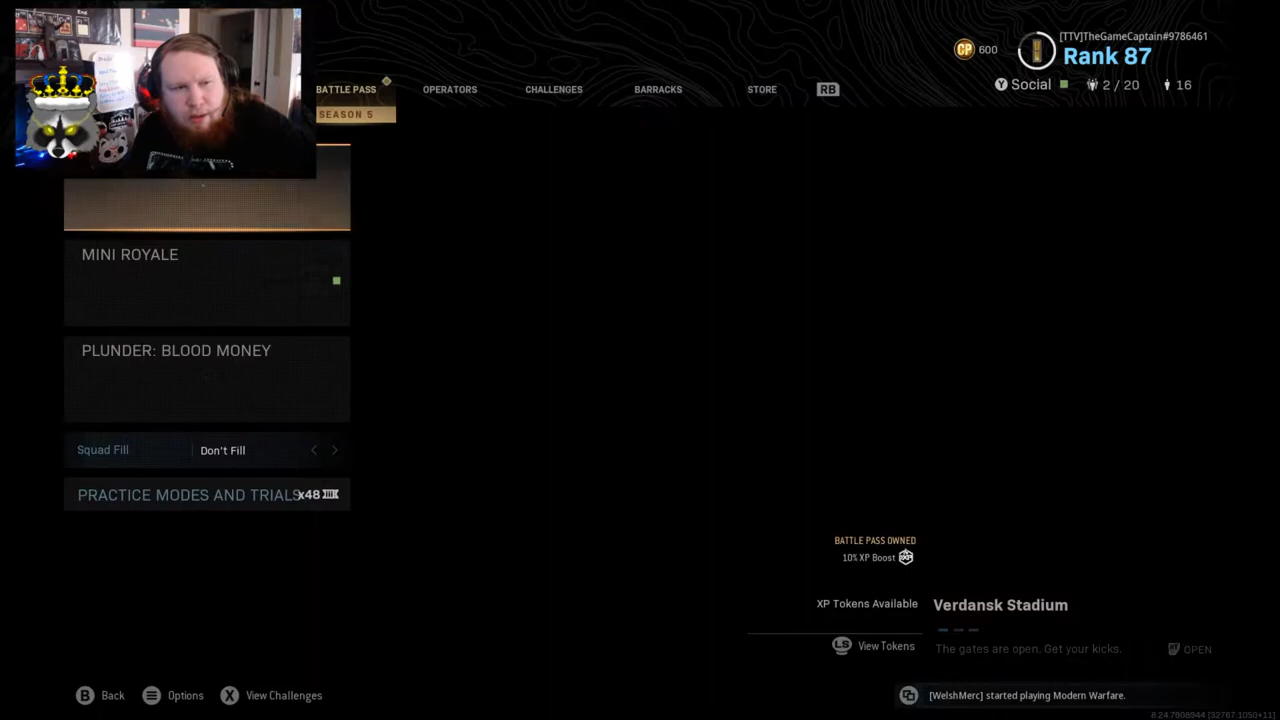 CP 600
[TTV]TheGameCaptain#9786461
Rank 87
Y Social 2 / 20 16
BATTLE PASS OPERATORS CHALLENGES BARRACKS STORE RB
SEASON 5
MINI ROYALE
PLUNDER: BLOOD MONEY
Squad Fill Don't Fill
PRACTICE MODES AND TRIALS x48
BATTLE PASS OWNED
10% XP Boost
XP Tokens Available
LS View Tokens
Verdansk Stadium
The gates are open. Get your kicks.
OPEN
B Back Options X View Challenges
[WelshMerc] started playing Modern Warfare.